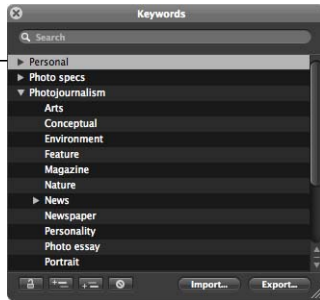 Keywords
Search
Personal
Photo specs
Photojournalism
Arts
Conceptual
Environment
Feature
Magazine
Nature
News
Newspaper
Personality
Photo essay
Portrait
Import... Export...